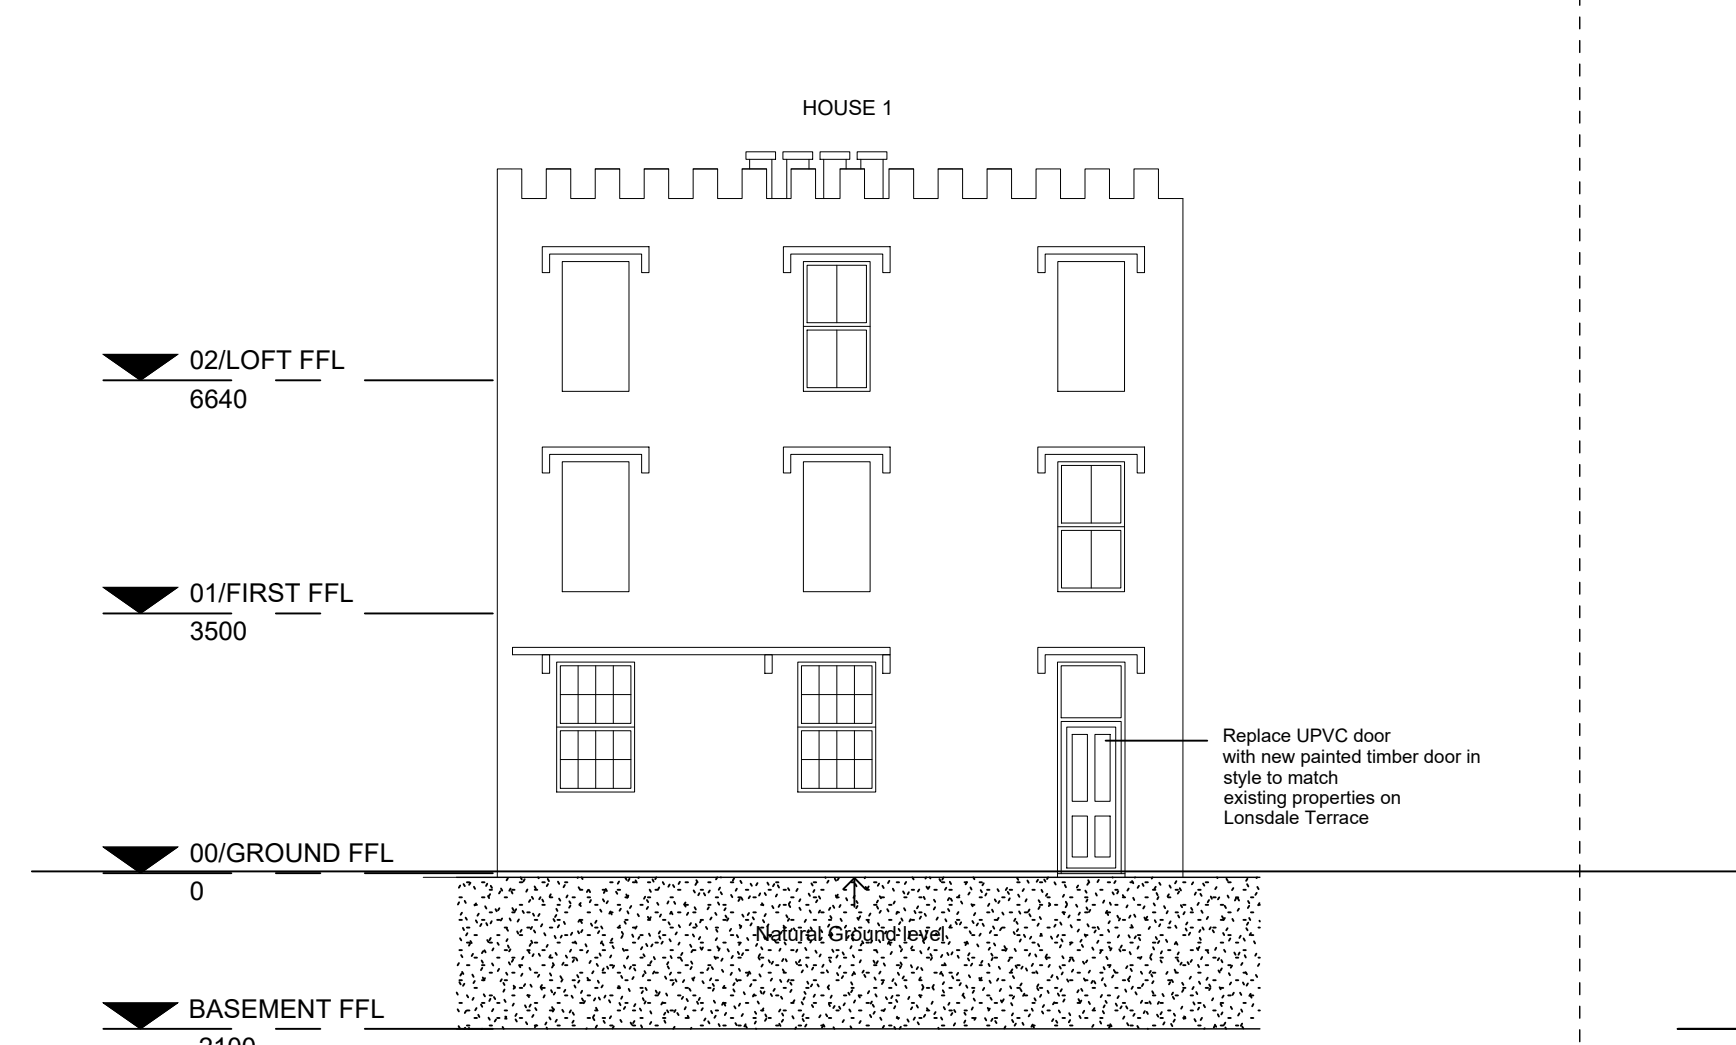 HOUSE 1
02/LOFT FFL
6640
01/FIRST FFL
3500
Replace UPVC door
with new painted timber door in
style to match
existing properties on
Lonsdale Terrace
00/GROUND FFL
0
Natural Ground level
BASEMENT FFL
-2100